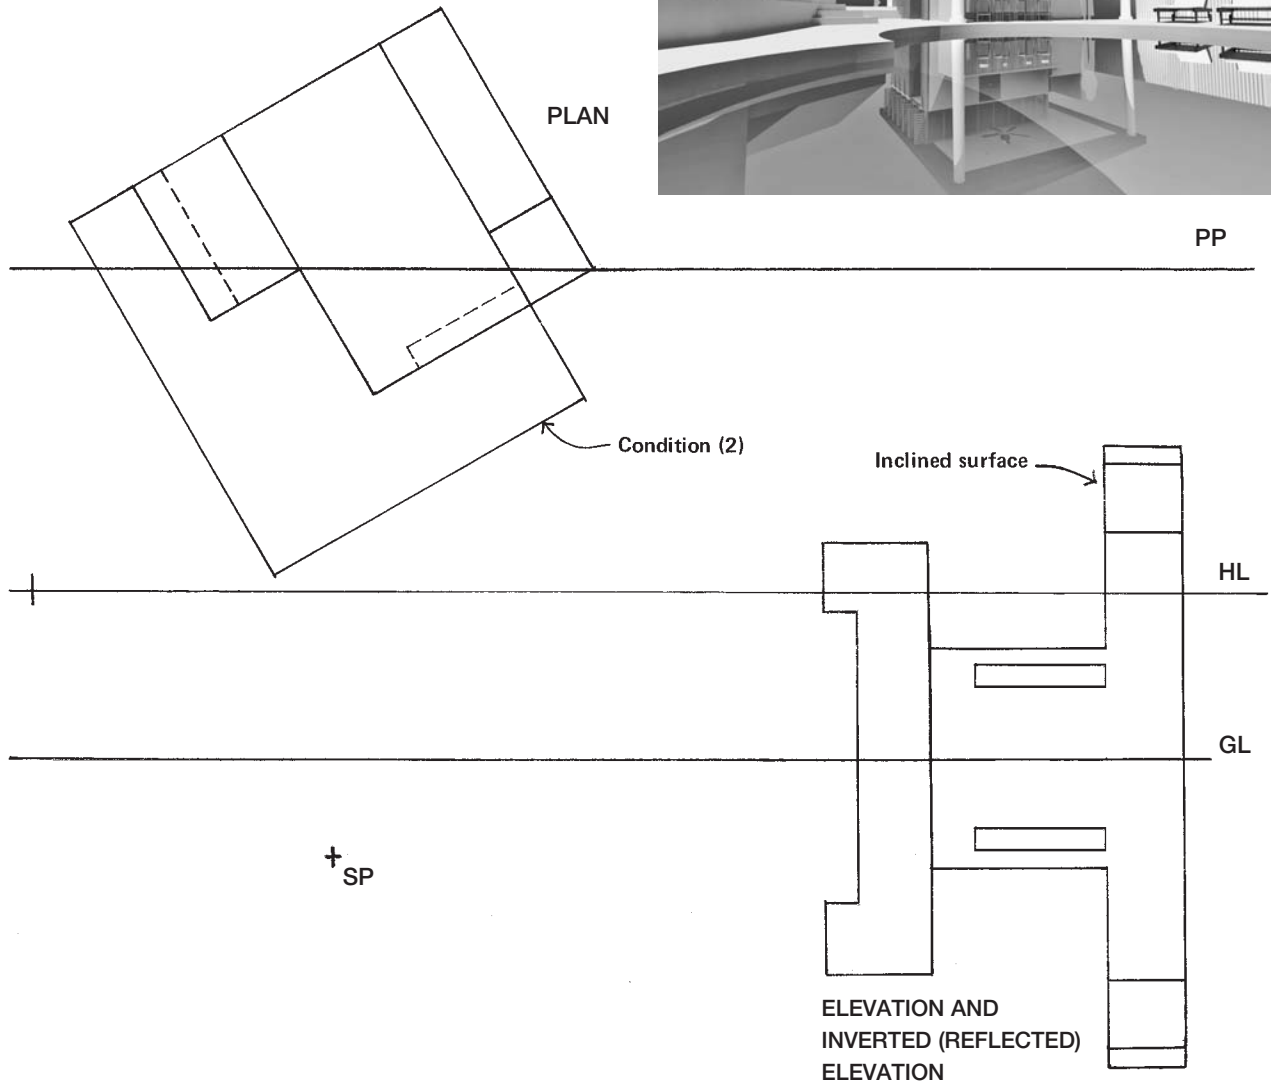 PLAN
PP
Condition (2)
Inclined surface
HL
GL
SP
ELEVATION AND
INVERTED (REFLECTED)
ELEVATION